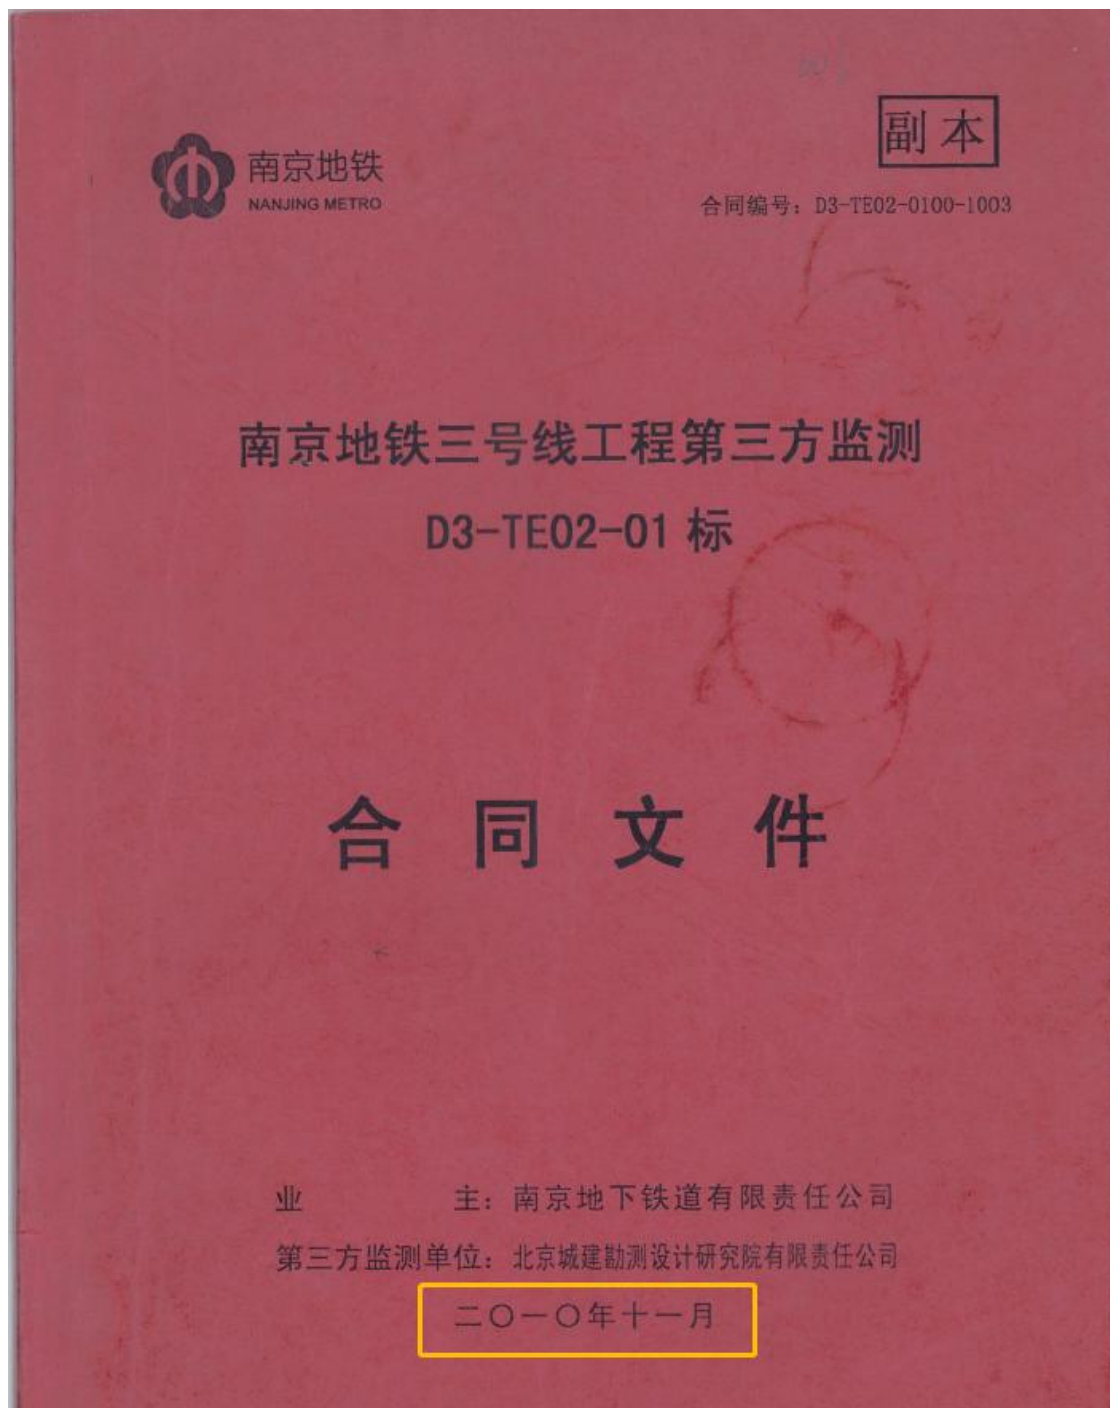 副本
南京地铁
NANJING METRO
合同编号：D3-TE02-0100-1003
南京地铁三号线工程第三方监测
D3-TE02-01 标
合同文件
业主：南京地下铁道有限责任公司
第三方监测单位：北京城建勘测设计研究院有限责任公司
二〇一〇年十一月